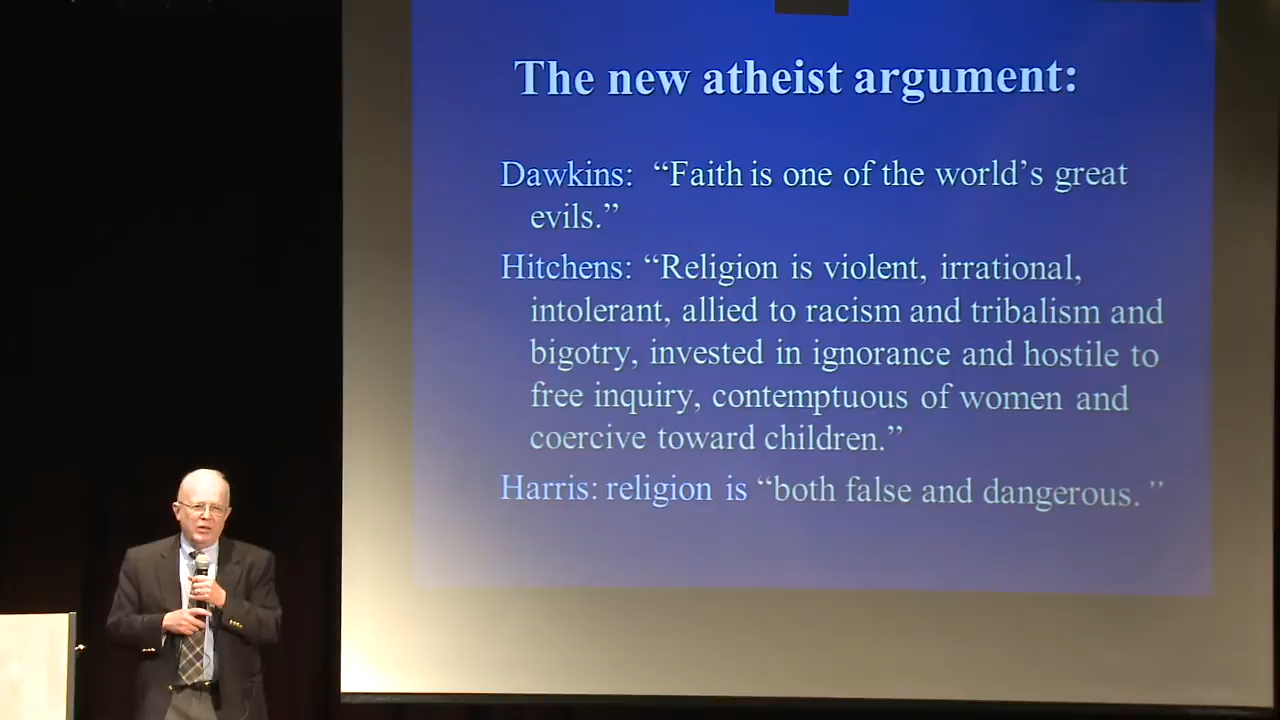 The new atheist argument:
Dawkins: “Faith is one of the world’s great
evils.”
Hitchens: “Religion is violent, irrational,
intolerant, allied to racism and tribalism and
bigotry, invested in ignorance and hostile to
free inquiry, contemptuous of women and
coercive toward children.”
Harris: religion is “both false and dangerous. ”